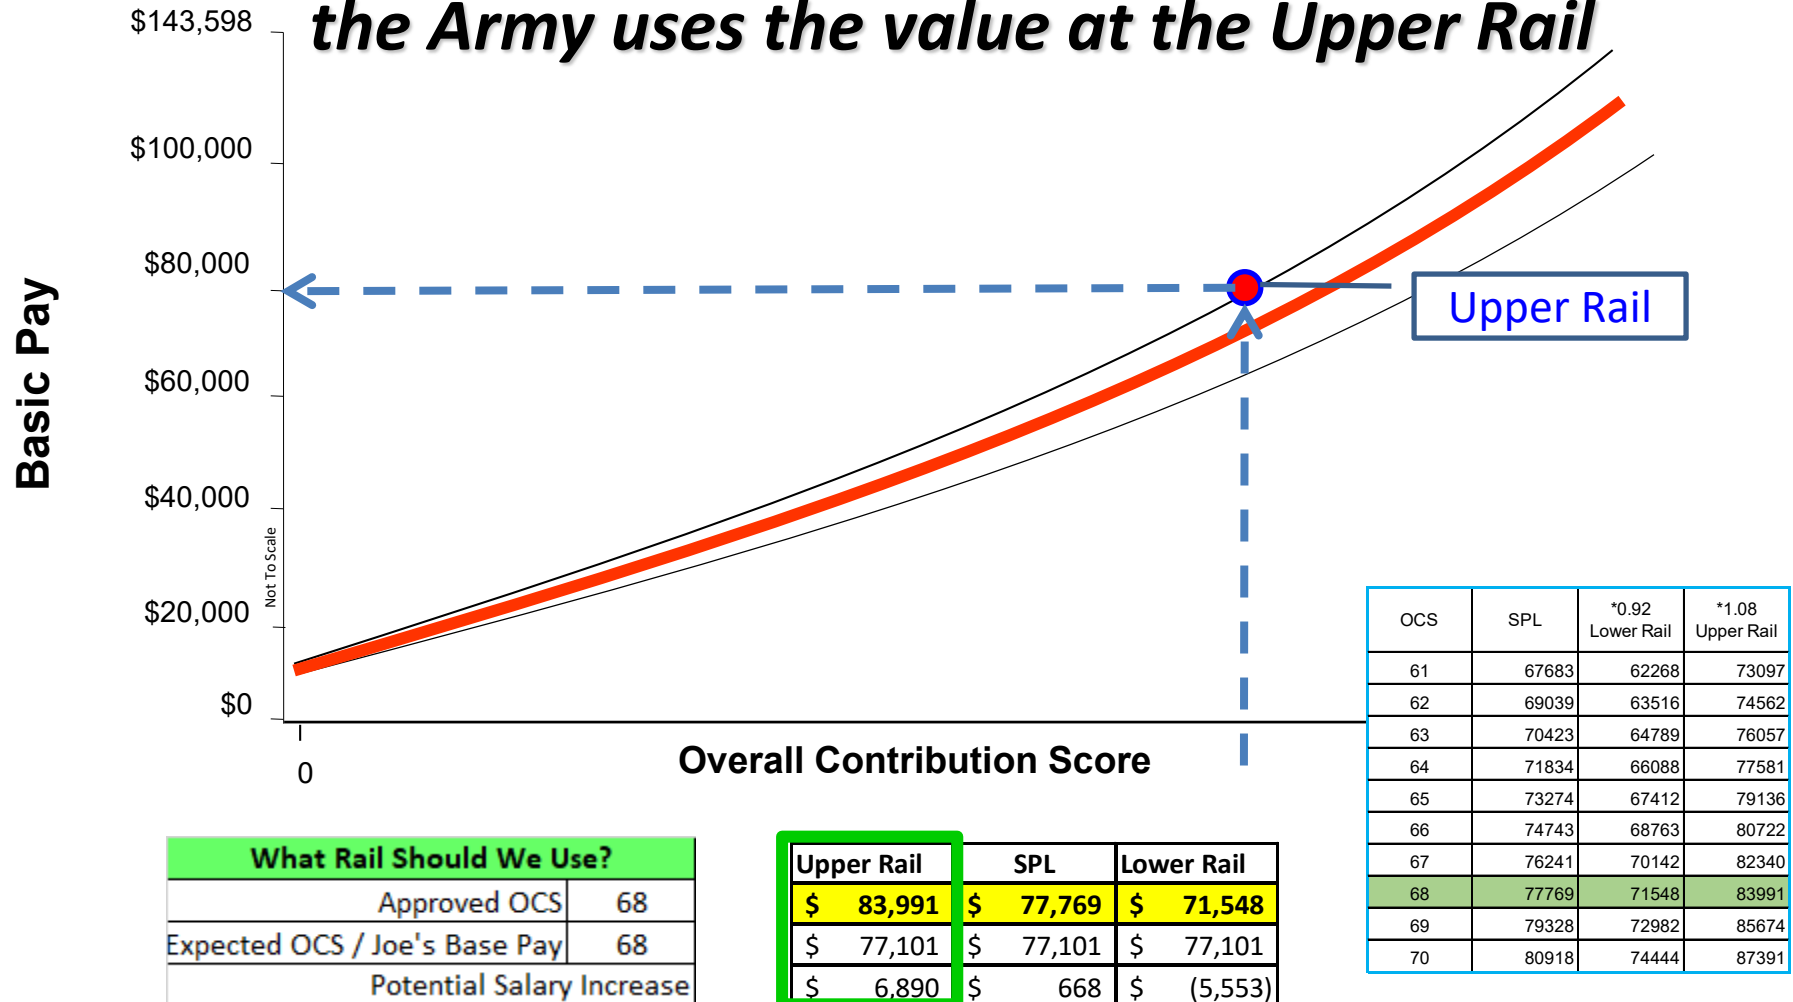 the Army uses the value at the Upper Rail
$143,598
$100,000
$80,000
$60,000
$40,000
$20,000
$0
Basic Pay
Not To Scale
Upper Rail
0
Overall Contribution Score
OCS SPL *0.92 Lower Rail *1.08 Upper Rail
61 67683 62268 73097
62 69039 63516 74562
63 70423 64789 76057
64 71834 66088 77581
65 73274 67412 79136
66 74743 68763 80722
67 76241 70142 82340
68 77769 71548 83991
69 79328 72982 85674
70 80918 74444 87391
What Rail Should We Use?
Approved OCS 68
Expected OCS / Joe's Base Pay 68
Potential Salary Increase
Upper Rail SPL Lower Rail
$ 83,991 $ 77,769 $ 71,548
$ 77,101 $ 77,101 $ 77,101
$ 6,890 $ 668 $ (5,553)